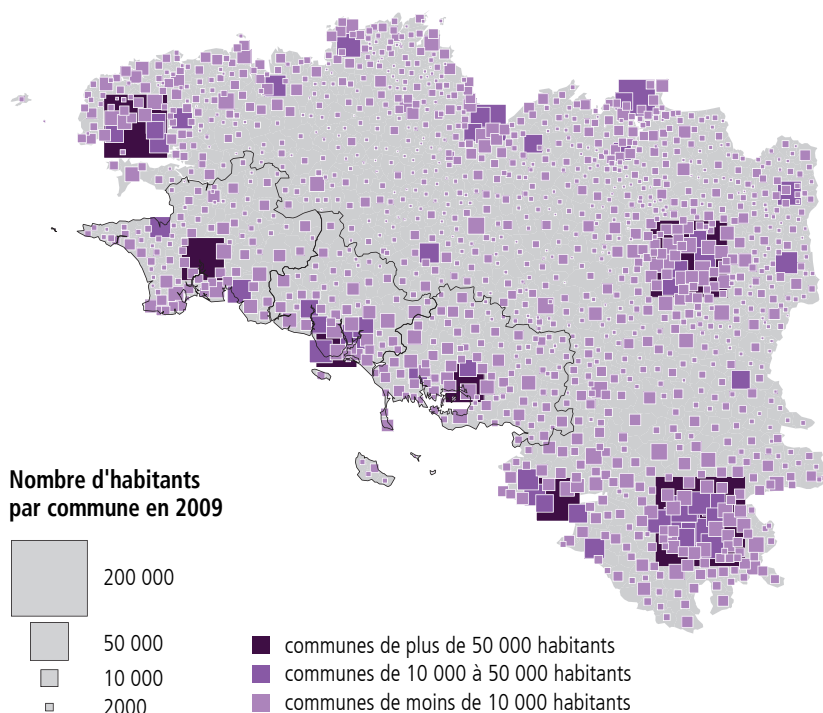 Nombre d'habitants
par commune en 2009
200 000
50 000
10 000
2000
communes de plus de 50 000 habitants
communes de 10 000 à 50 000 habitants
communes de moins de 10 000 habitants